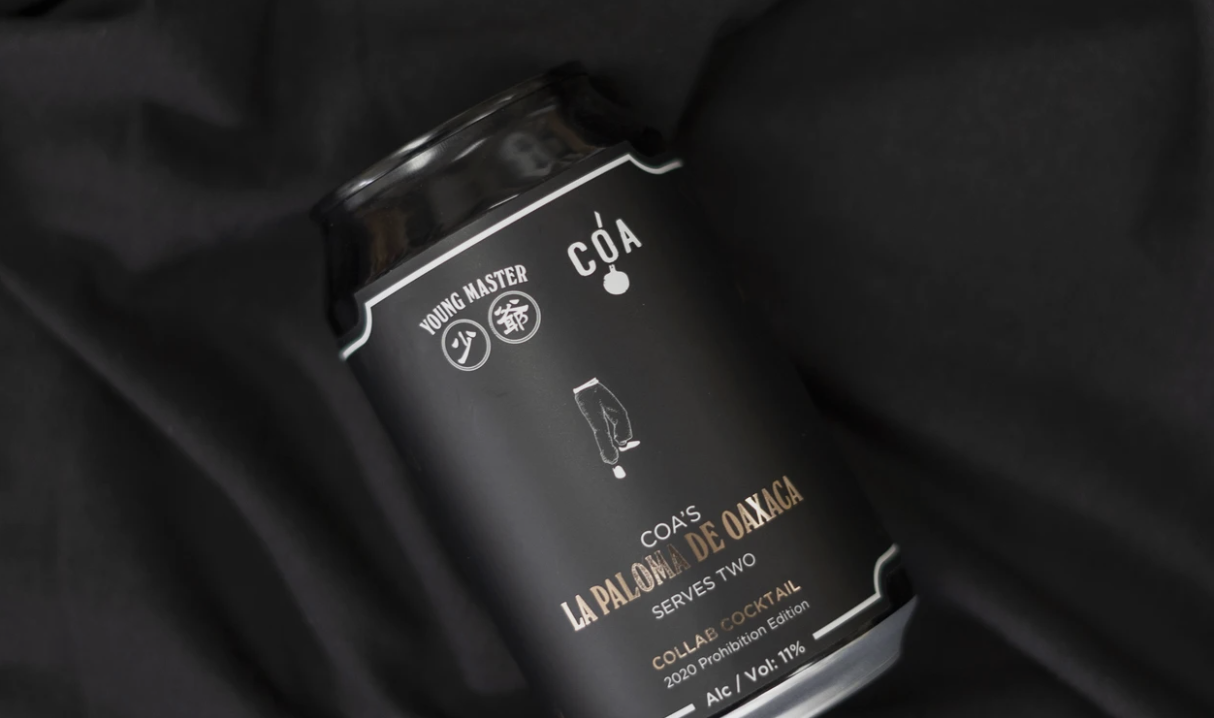 YOUNG MASTER
少爺
CÓA
COA'S
LA PALOMA DE OAXACA
SERVES TWO
COLLAB COCKTAIL
2020 Prohibition Edition
Alc / Vol: 11%